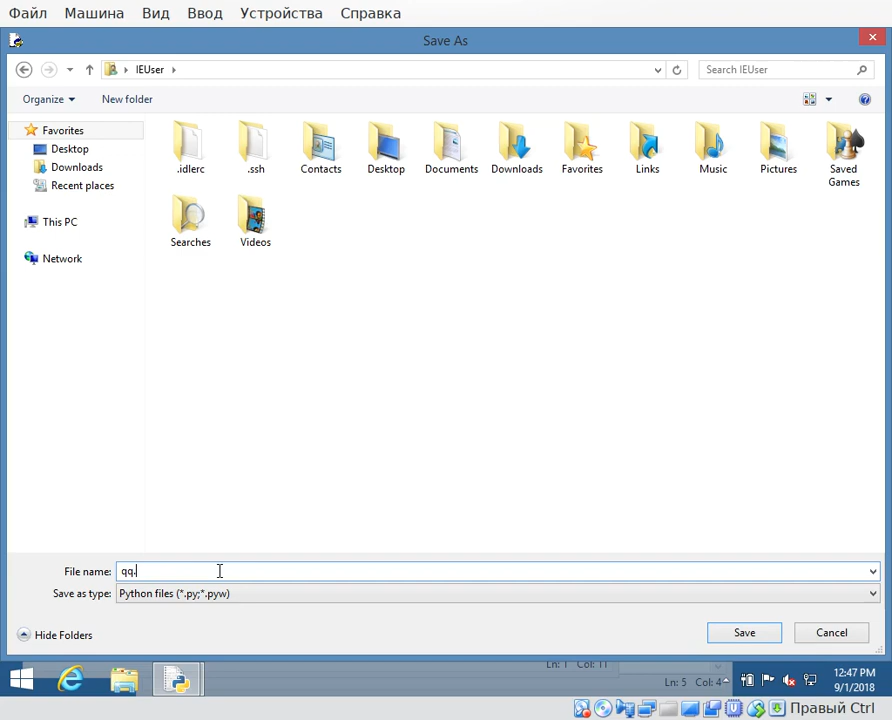 Файл Машина Вид Ввод Устройства Справка
Save As
IEUser
Search IEUser
Organize New folder
Favorites
Desktop
Downloads
Recent places
This PC
Network
.idlerc .ssh Contacts Desktop Documents Downloads Favorites Links Music Pictures Saved Games
Searches Videos
File name: qq.
Save as type: Python files (*.py;*.pyw)
Hide Folders Save Cancel
Ln: 1 Col: 11
Ln: 5 Col: 4
12:47 PM
9/1/2018
Правый Ctrl